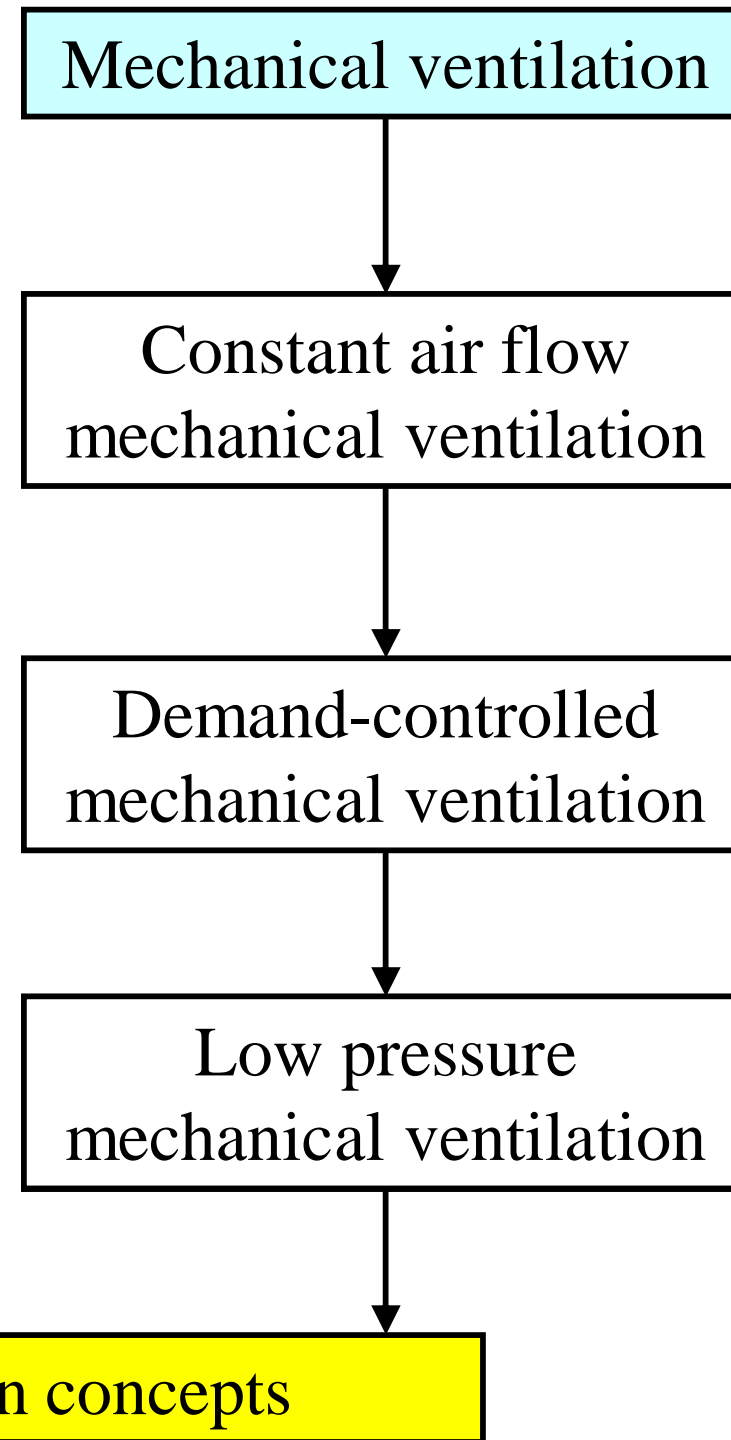 Mechanical ventilation
Constant air flow
mechanical ventilation
Demand-controlled
mechanical ventilation
Low pressure
mechanical ventilation
n concepts